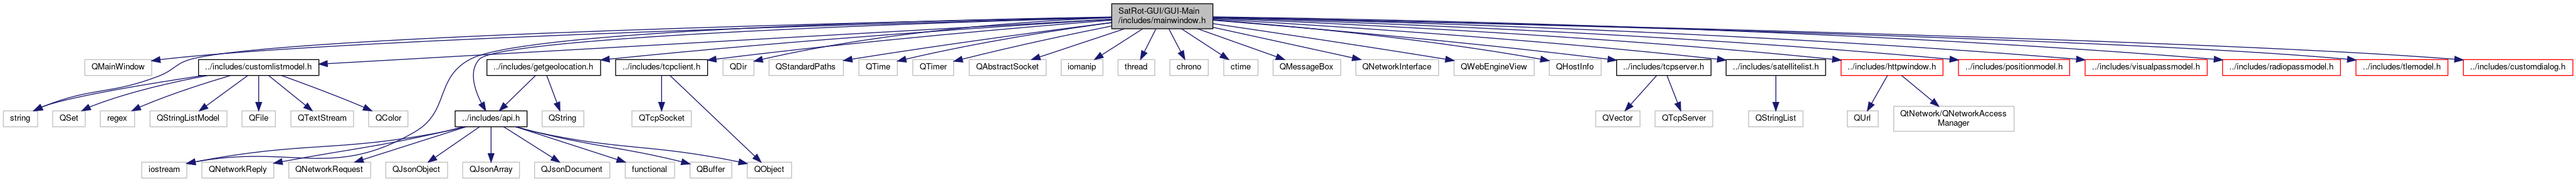 SatRot-GUI/GUI-Main
/includes/mainwindow.h
QMainWindow
../includes/customlistmodel.h
../includes/getgeolocation.h
../includes/tcpclient.h
QDir
QStandardPaths
QTime
QTimer
QAbstractSocket
iomanip
thread
chrono
ctime
QMessageBox
QNetworkInterface
QWebEngineView
QHostInfo
../includes/tcpserver.h
../includes/satellitelist.h
../includes/httpwindow.h
../includes/positionmodel.h
../includes/visualpassmodel.h
../includes/radiopassmodel.h
../includes/tlemodel.h
../includes/customdialog.h
string
QSet
regex
QStringListModel
QFile
QTextStream
QColor
../includes/api.h
QString
QTcpSocket
QVector
QTcpServer
QStringList
QUrl
QtNetwork/QNetworkAccess
Manager
iostream
QNetworkReply
QNetworkRequest
QJsonObject
QJsonArray
QJsonDocument
functional
QBuffer
QObject